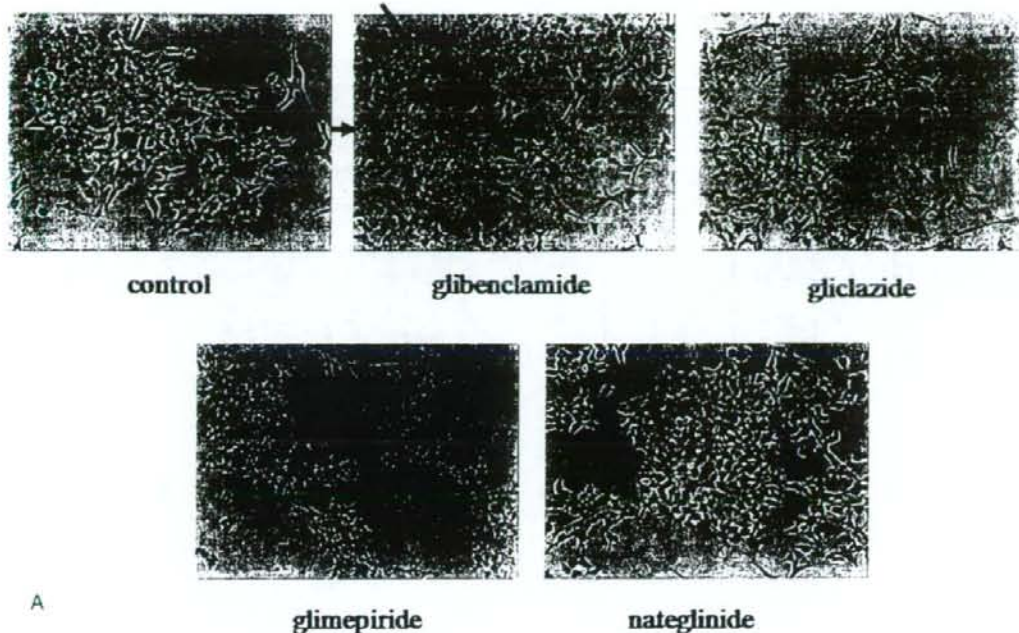 control
glibenclamide
gliclazide
glimepiride
nateglinide
A